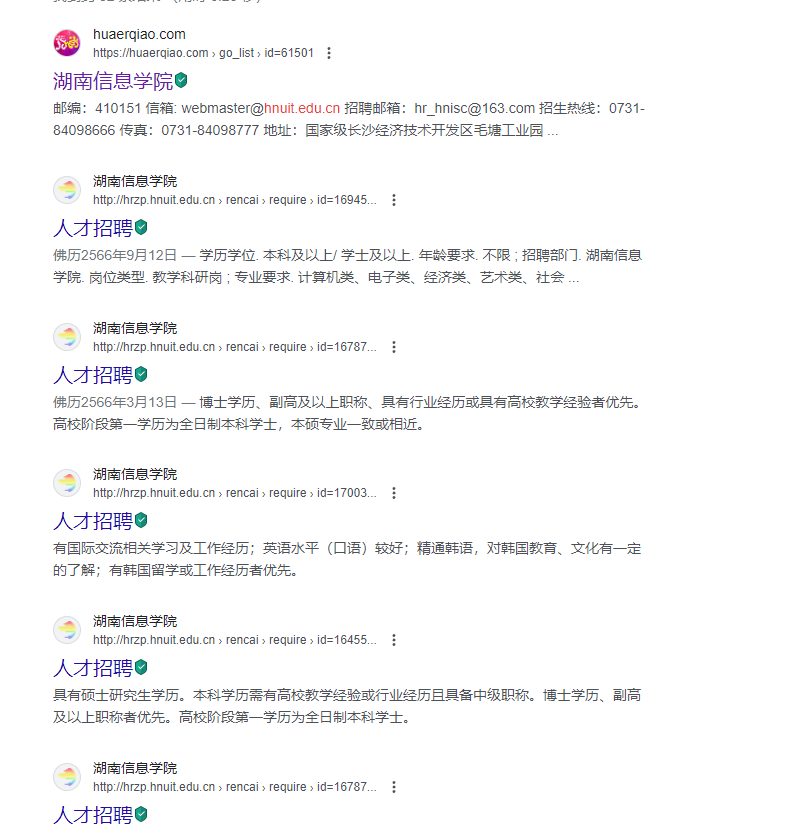 huaerqiao.com
https://huaerqiao.com › go_list › id=61501
湖南信息学院
邮编：410151 信箱: webmaster@hnuit.edu.cn 招聘邮箱：hr_hnisc@163.com 招生热线：0731-
84098666 传真：0731-84098777 地址：国家级长沙经济技术开发区毛塘工业园 ...
湖南信息学院
http://hrzp.hnuit.edu.cn › rencai › require › id=16945...
人才招聘
佛历2566年9月12日 — 学历学位. 本科及以上/ 学士及以上. 年龄要求. 不限 ; 招聘部门. 湖南信息
学院. 岗位类型. 教学科研岗 ; 专业要求. 计算机类、电子类、经济类、艺术类、社会 ...
湖南信息学院
http://hrzp.hnuit.edu.cn › rencai › require › id=16787...
人才招聘
佛历2566年3月13日 — 博士学历、副高及以上职称、具有行业经历或具有高校教学经验者优先。
高校阶段第一学历为全日制本科学士，本硕专业一致或相近。
湖南信息学院
http://hrzp.hnuit.edu.cn › rencai › require › id=17003...
人才招聘
有国际交流相关学习及工作经历；英语水平（口语）较好；精通韩语，对韩国教育、文化有一定
的了解；有韩国留学或工作经历者优先。
湖南信息学院
http://hrzp.hnuit.edu.cn › rencai › require › id=16455...
人才招聘
具有硕士研究生学历。本科学历需有高校教学经验或行业经历且具备中级职称。博士学历、副高
及以上职称者优先。高校阶段第一学历为全日制本科学士。
湖南信息学院
http://hrzp.hnuit.edu.cn › rencai › require › id=16787...
人才招聘